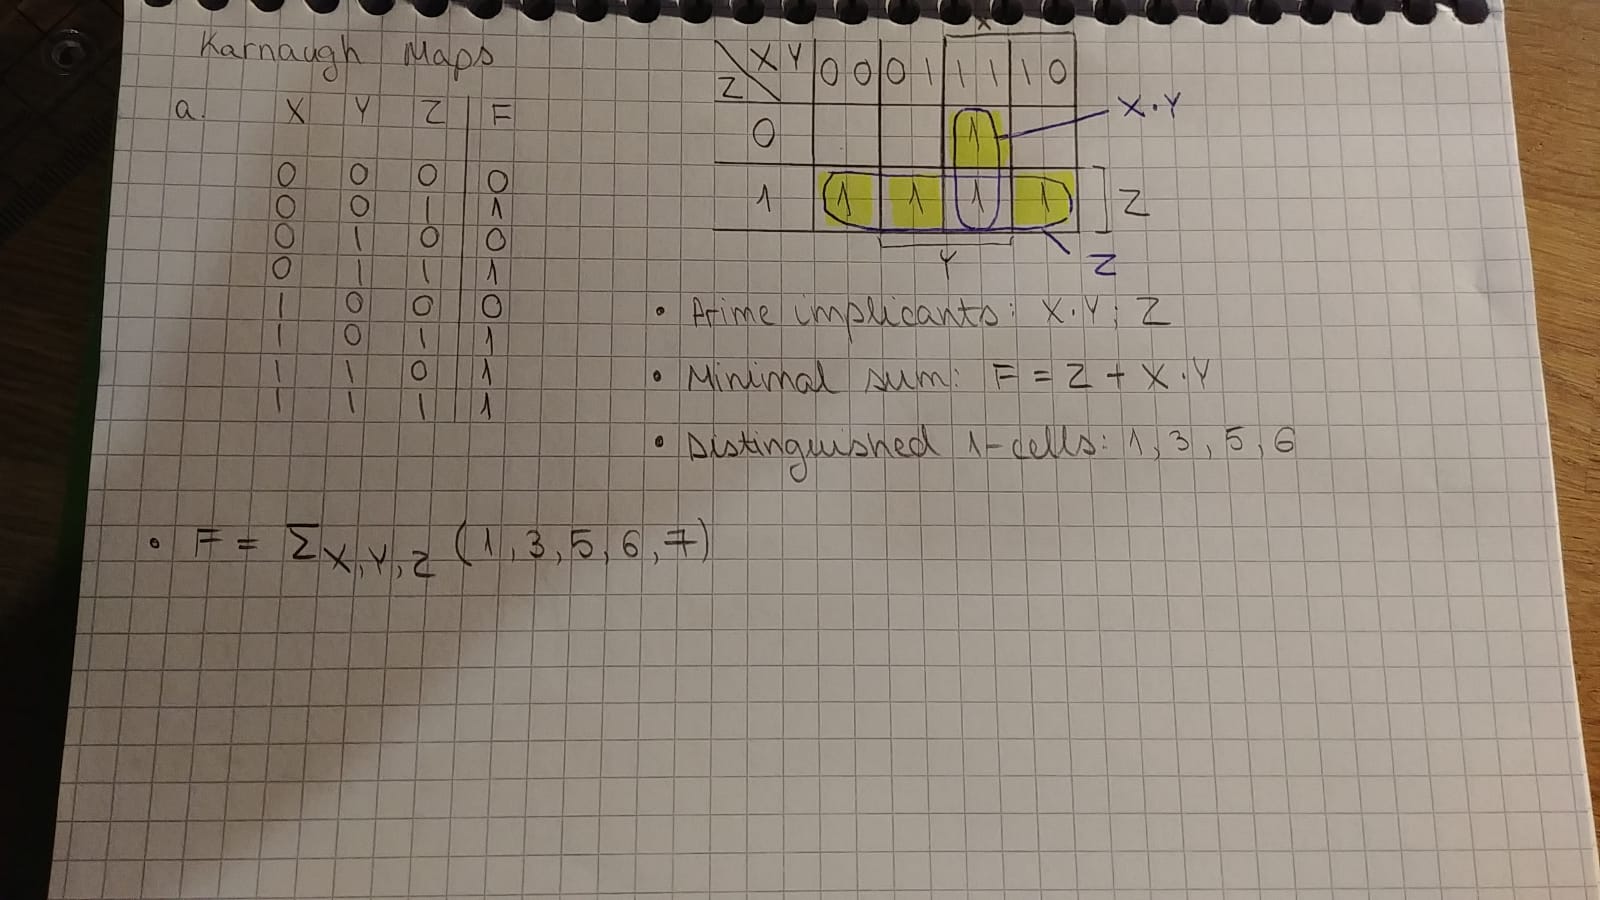 Karnaugh Maps
a. X Y Z F
0 0 0 0
0 0 1 1
0 1 0 0
0 1 1 1
1 0 0 0
1 0 1 1
1 1 0 1
1 1 1 1
X
X Y 00 01 11 10
Z
0 1
1 1 1 1 1
X·Y
Z
Y
Z
• Prime implicants: X·Y; Z
• Minimal sum: F = Z + X·Y
• Distinguished 1-cells: 1, 3, 5, 6
• F = Σ X,Y,Z (1, 3, 5, 6, 7)